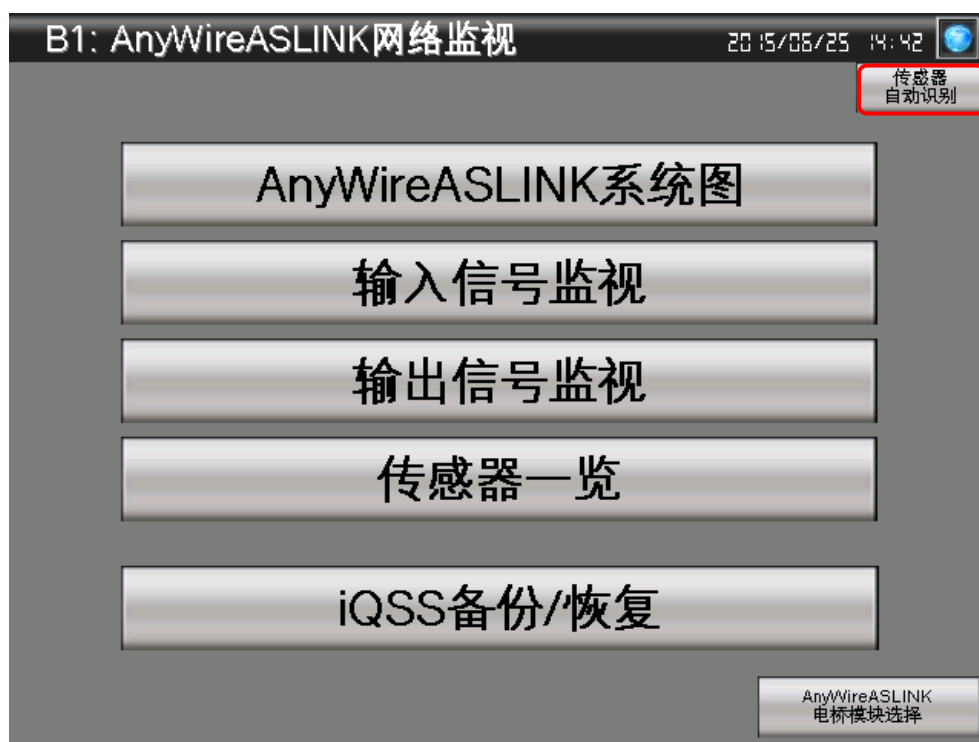 B1: AnyWireASLINK网络监视
2015/06/25 14:42
传感器
自动识别
AnyWireASLINK系统图
输入信号监视
输出信号监视
传感器一览
iQSS备份/恢复
AnyWireASLINK
电桥模块选择